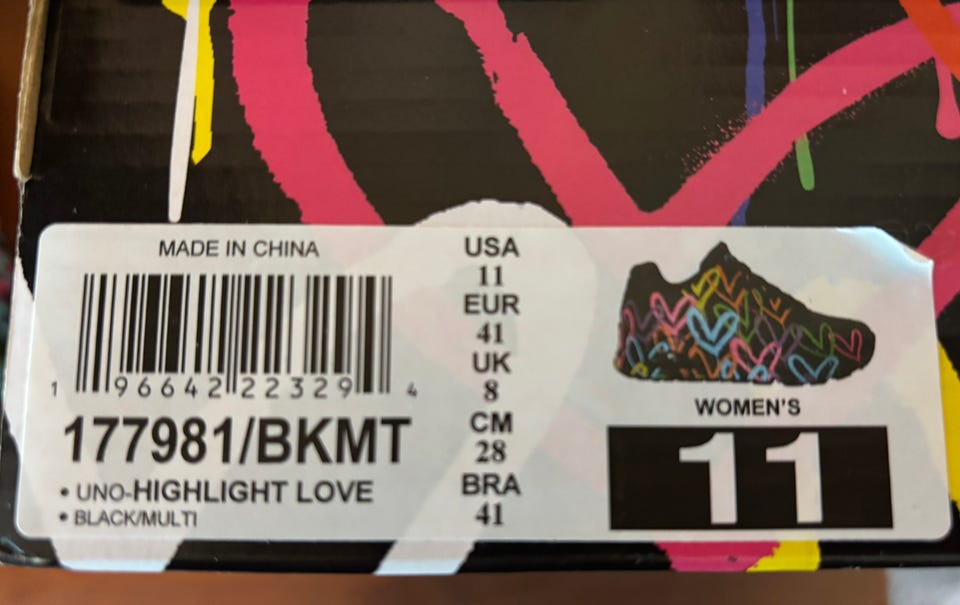 MADE IN CHINA
1 96642 22329 4
177981/BKMT
• UNO-HIGHLIGHT LOVE
• BLACK/MULTI
USA
11
EUR
41
UK
8
CM
28
BRA
41
WOMEN'S
11